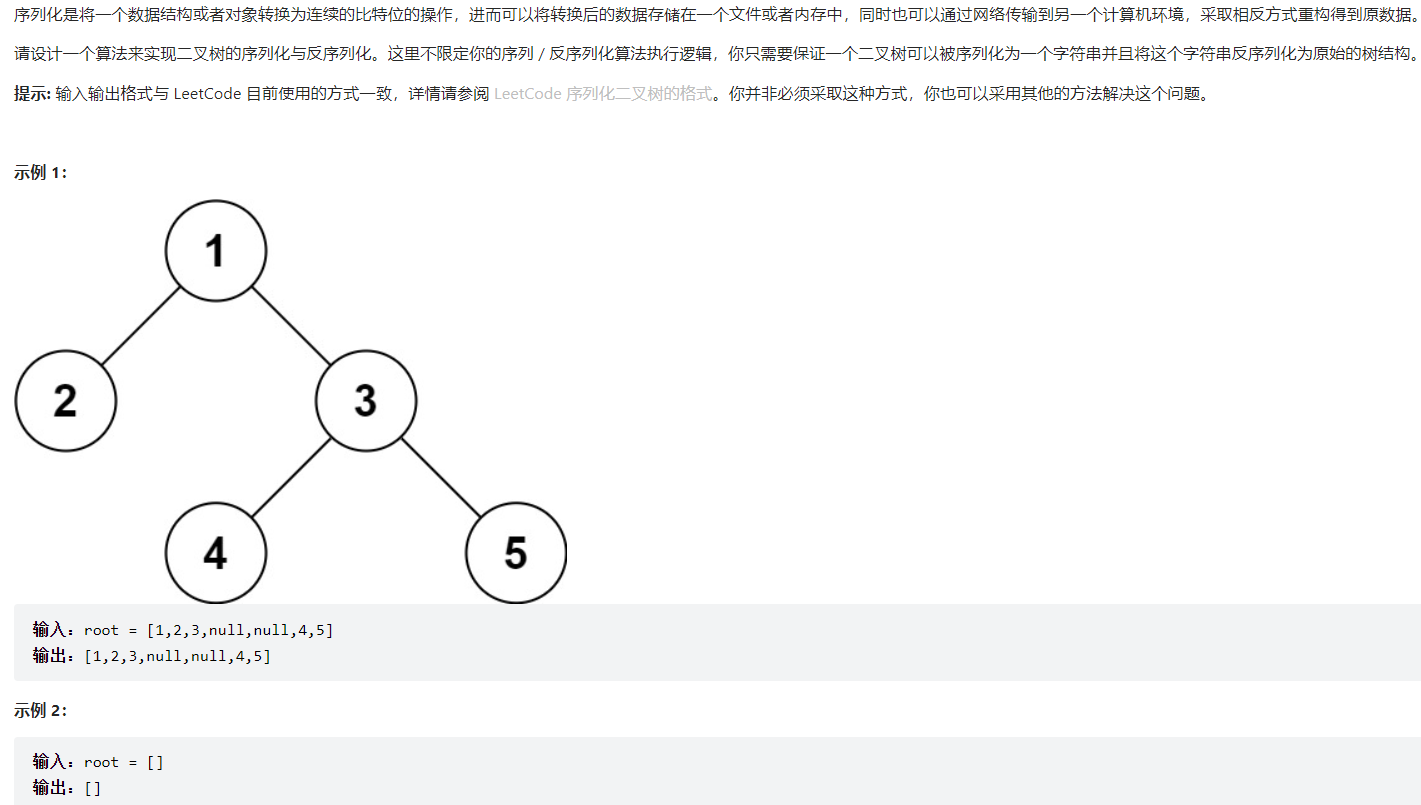 序列化是将一个数据结构或者对象转换为连续的比特位的操作，进而可以将转换后的数据存储在一个文件或者内存中，同时也可以通过网络传输到另一个计算机环境，采取相反方式重构得到原数据。
请设计一个算法来实现二叉树的序列化与反序列化。这里不限定你的序列 / 反序列化算法执行逻辑，你只需要保证一个二叉树可以被序列化为一个字符串并且将这个字符串反序列化为原始的树结构。
提示: 输入输出格式与 LeetCode 目前使用的方式一致，详情请参阅 LeetCode 序列化二叉树的格式。你并非必须采取这种方式，你也可以采用其他的方法解决这个问题。
示例 1：
1
2
3
4
5
输入：root = [1,2,3,null,null,4,5]
输出：[1,2,3,null,null,4,5]
示例 2：
输入：root = []
输出：[]